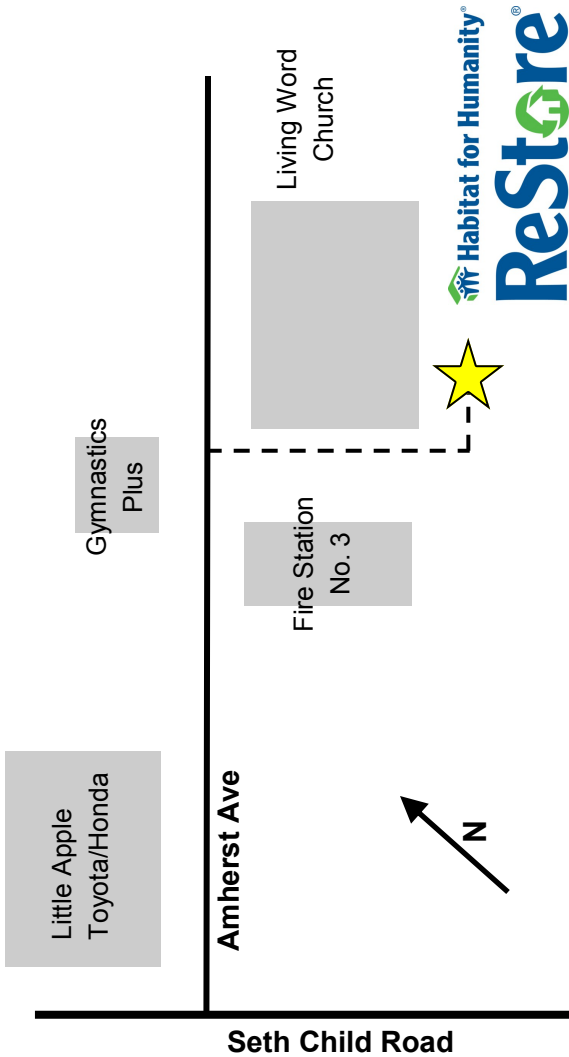 Little Apple
Toyota/Honda
Gymnastics
Plus
Living Word
Church
Fire Station
No. 3
Amherst Ave
Seth Child Road
N
Habitat for Humanity®
ReStore®